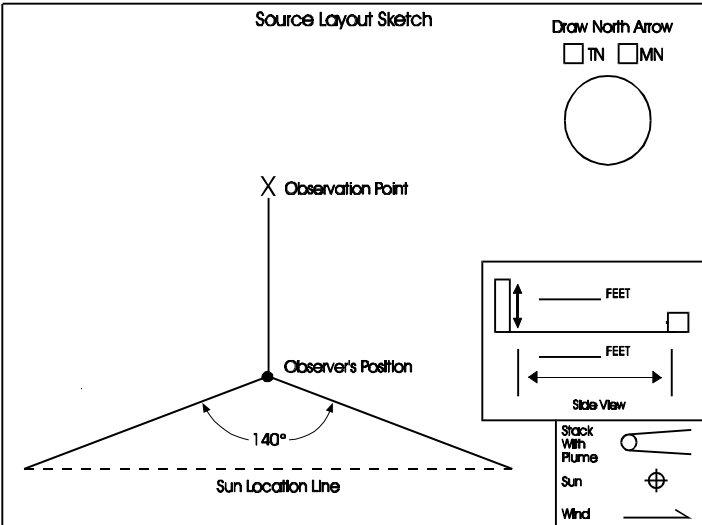 Source Layout Sketch
Draw North Arrow
TN MN
X Observation Point
FEET
Observer's Position
FEET
Side View
140°
Stack
With
Plume
Sun
Sun Location Line
Wind